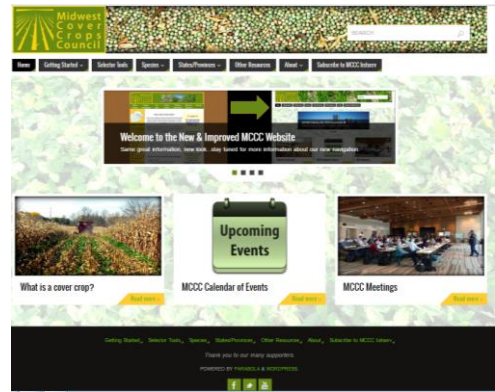 Midwest
Cover
Crops
Council
SEARCH
Home Getting Started Selector Tools Species States/Provinces Other Resources About Subscribe to MCCC listserv
Welcome to the New & Improved MCCC Website
Same great information, new look...stay tuned for more information about our new navigation.
Upcoming
Events
What is a cover crop?
MCCC Calendar of Events
MCCC Meetings
Read more ›
Read more ›
Read more ›
Getting Started, Selector Tools, Species, States/Provinces, Other Resources, About, Subscribe to MCCC listserv,
Thank you to our many supporters.
POWERED BY PARABOLA & WORDPRESS.